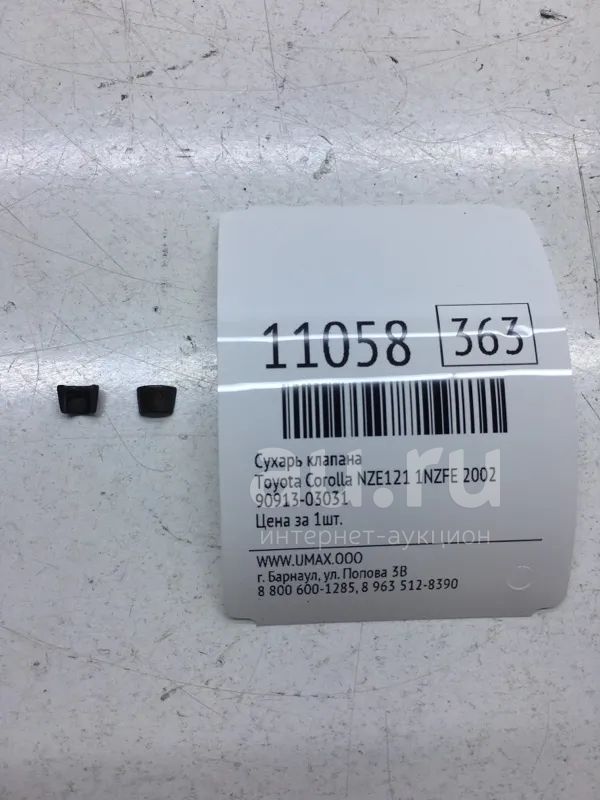 11058 363
Сухарь клапана
Toyota Corolla NZE121 1NZFE 2002
90913-03031
Цена за 1шт.
WWW.UMAX.OOO
г. Барнаул, ул. Попова 3В
8 800 600-1285, 8 963 512-8390
au.ru
интернет-аукцион